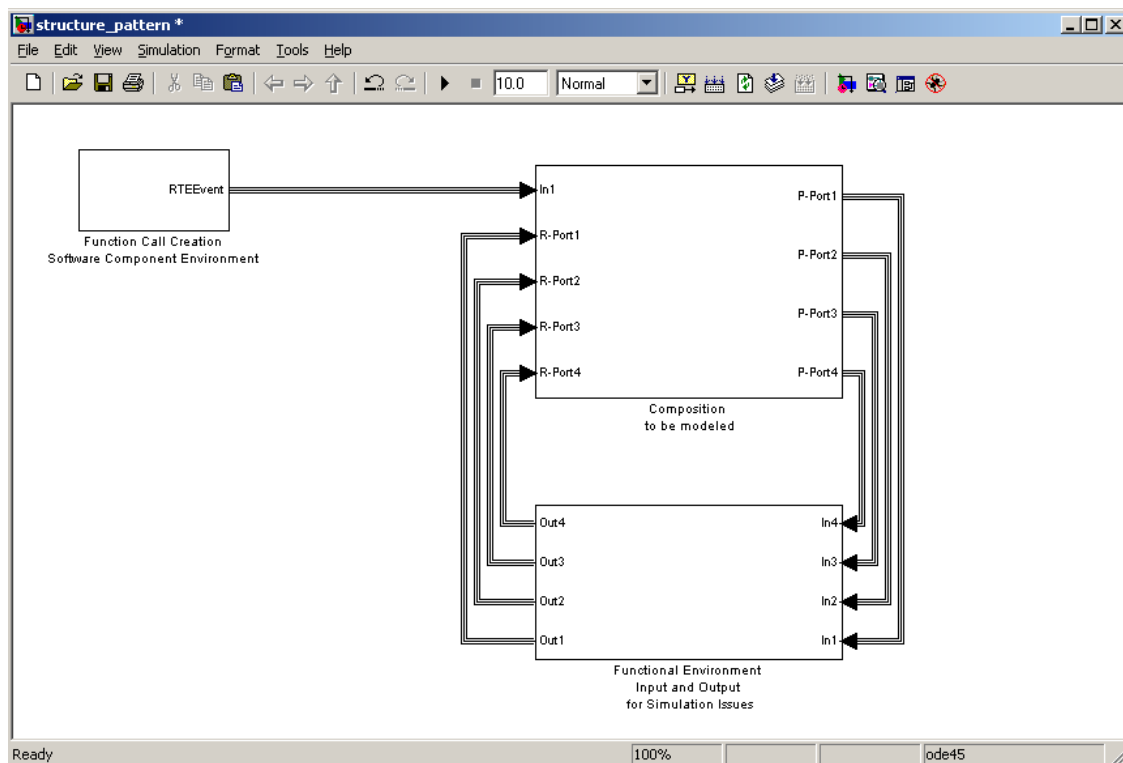 structure_pattern *
File Edit View Simulation Format Tools Help
10.0 Normal
RTEEvent
Function Call Creation
Software Component Environment
In1
R-Port1
R-Port2
R-Port3
R-Port4
P-Port1
P-Port2
P-Port3
P-Port4
Composition
to be modeled
Out4
Out3
Out2
Out1
In4
In3
In2
In1
Functional Environment
Input and Output
for Simulation Issues
Ready 100% ode45